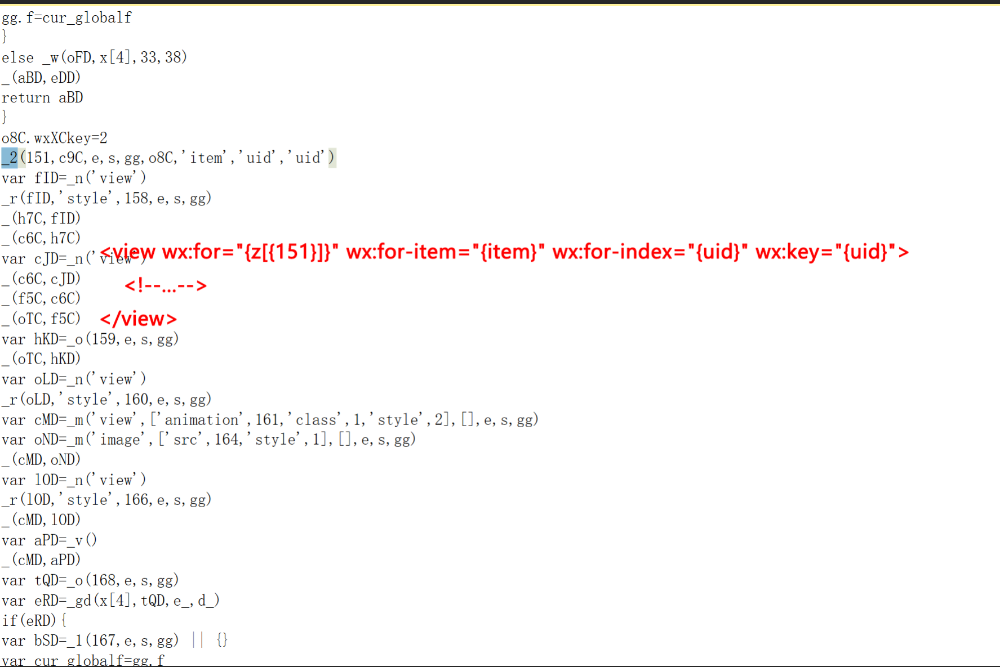 gg.f=cur_globalf
}
else _w(oFD,x[4],33,38)
_(aBD,eDD)
return aBD
}
o8C.wxXCkey=2
_2(151,c9C,e,s,gg,o8C,'item','uid','uid')
var fID=_n('view')
_r(fID,'style',158,e,s,gg)
_(h7C,fID)
_(c6C,h7C)
var cJD=_n('view')
<view wx:for="{z[{151}]}" wx:for-item="{item}" wx:for-index="{uid}" wx:key="{uid}">
_(c6C,cJD)
<!--...-->
_(f5C,c6C)
_(oTC,f5C)
</view>
var hKD=_o(159,e,s,gg)
_(oTC,hKD)
var oLD=_n('view')
_r(oLD,'style',160,e,s,gg)
var cMD=_m('view',['animation',161,'class',1,'style',2],[],e,s,gg)
var oND=_m('image',['src',164,'style',1],[],e,s,gg)
_(cMD,oND)
var lOD=_n('view')
_r(lOD,'style',166,e,s,gg)
_(cMD,lOD)
var aPD=_v()
_(cMD,aPD)
var tQD=_o(168,e,s,gg)
var eRD=_gd(x[4],tQD,e_,d_)
if(eRD){
var bSD=_1(167,e,s,gg) || {}
var cur_globalf=gg.f